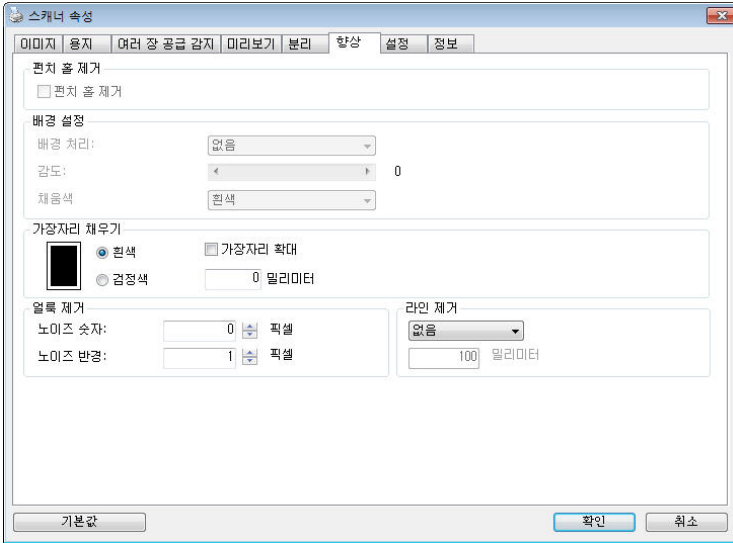 스캐너 속성
이미지 용지 여러 장 공급 감지 미리보기 분리 향상 설정 정보
펀치 홀 제거
펀치 홀 제거
배경 설정
배경 처리: 없음
감도: 0
채움색 흰색
가장자리 채우기
흰색 가장자리 확대
검정색 0 밀리미터
얼룩 제거
노이즈 숫자: 0 픽셀
노이즈 반경: 1 픽셀
라인 제거
없음
100 밀리미터
기본값 확인 취소